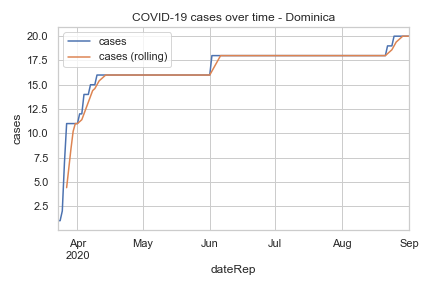 COVID-19 cases over time - Dominica
cases
cases (rolling)
20.0
17.5
15.0
12.5
10.0
7.5
5.0
2.5
cases
Apr May Jun Jul Aug Sep
2020
dateRep